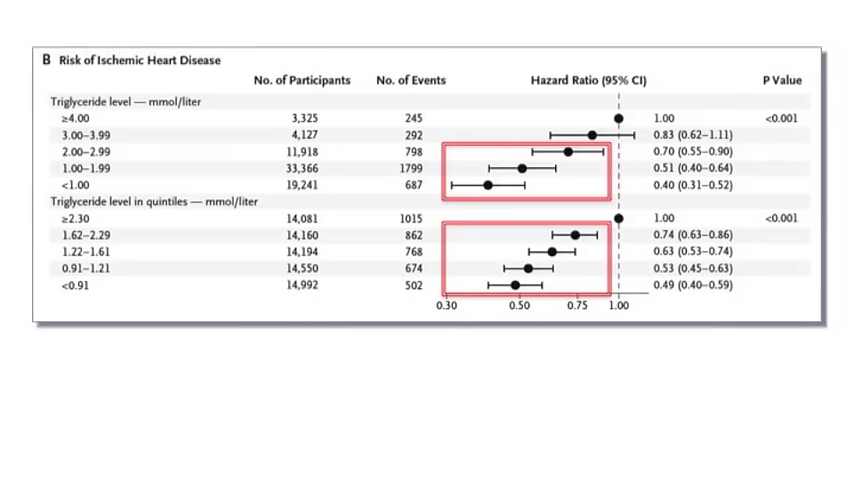 B Risk of Ischemic Heart Disease
No. of Participants No. of Events Hazard Ratio (95% CI) P Value
Triglyceride level — mmol/liter
≥4.00 3,325 245 1.00 <0.001
3.00–3.99 4,127 292 0.83 (0.62–1.11)
2.00–2.99 11,918 798 0.70 (0.55–0.90)
1.00–1.99 33,366 1799 0.51 (0.40–0.64)
<1.00 19,241 687 0.40 (0.31–0.52)
Triglyceride level in quintiles — mmol/liter
≥2.30 14,081 1015 1.00 <0.001
1.62–2.29 14,160 862 0.74 (0.63–0.86)
1.22–1.61 14,194 768 0.63 (0.53–0.74)
0.91–1.21 14,550 674 0.53 (0.45–0.63)
<0.91 14,992 502 0.49 (0.40–0.59)
0.30 0.50 0.75 1.00